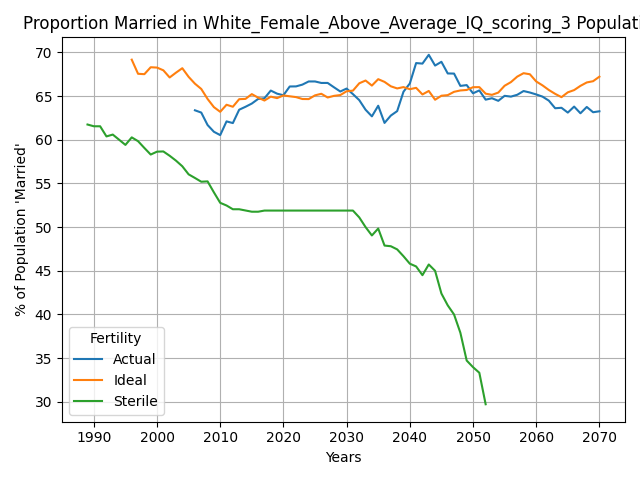 Proportion Married in White_Female_Above_Average_IQ_scoring_3 Populati
% of Population 'Married'
70
65
60
55
50
45
40
35
30
Fertility
Actual
Ideal
Sterile
1990 2000 2010 2020 2030 2040 2050 2060 2070
Years